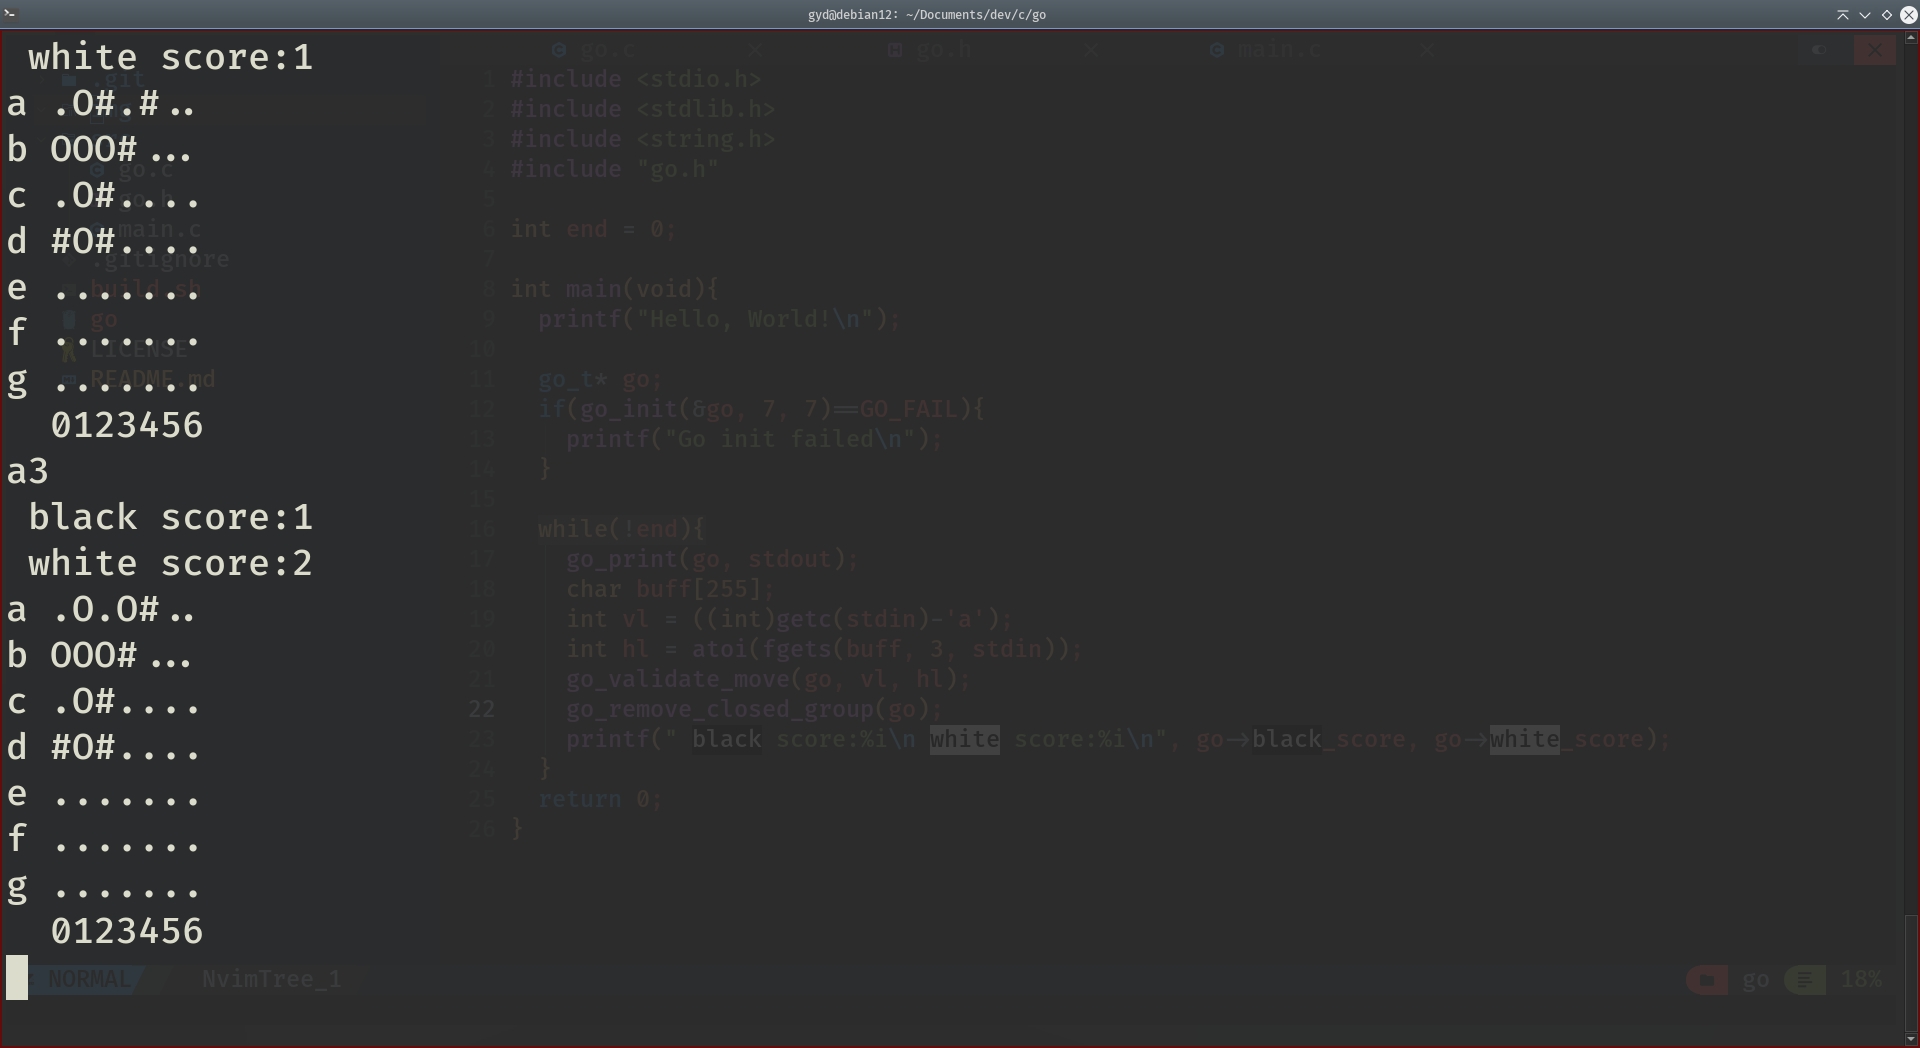 gyd@debian12: ~/Documents/dev/c/go
white score:1
a .O#.#..
b OOO#...
c .O#....
d #O#....
e .......
f .......
g .......
0123456
a3
black score:1
white score:2
a .O.O#..
b OOO#...
c .O#....
d #O#....
e .......
f .......
g .......
0123456
.git
go.c
go.h
main.c
.gitignore
build.sh
go
LICENSE
README.md
go.c go.h main.c
1 #include <stdio.h>
2 #include <stdlib.h>
3 #include <string.h>
4 #include "go.h"
5
6 int end = 0;
7
8 int main(void){
9 printf("Hello, World!\n");
10
11 go_t* go;
12 if(go_init(&go, 7, 7)==GO_FAIL){
13 printf("Go init failed\n");
14 }
15
16 while(!end){
17 go_print(go, stdout);
18 char buff[255];
19 int vl = ((int)getc(stdin)-'a');
20 int hl = atoi(fgets(buff, 3, stdin));
21 go_validate_move(go, vl, hl);
22 go_remove_closed_group(go);
23 printf(" black score:%i\n white score:%i\n", go->black_score, go->white_score);
24 }
25 return 0;
26 }
NORMAL NvimTree_1 go 18%